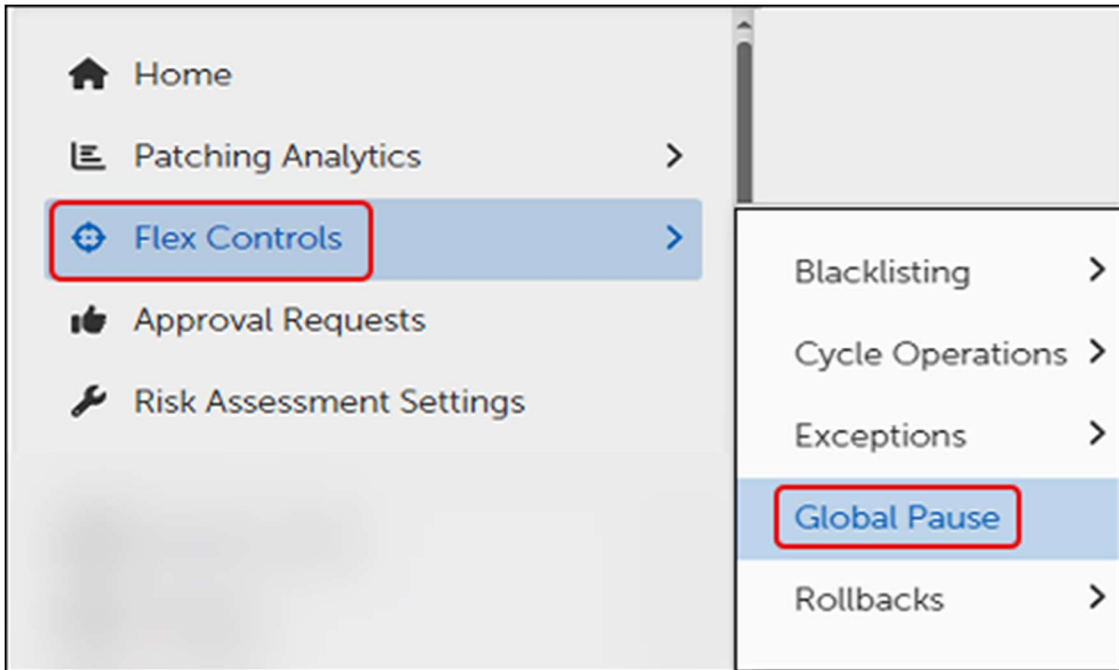 Home
Patching Analytics
Flex Controls
Approval Requests
Risk Assessment Settings
Blacklisting
Cycle Operations
Exceptions
Global Pause
Rollbacks